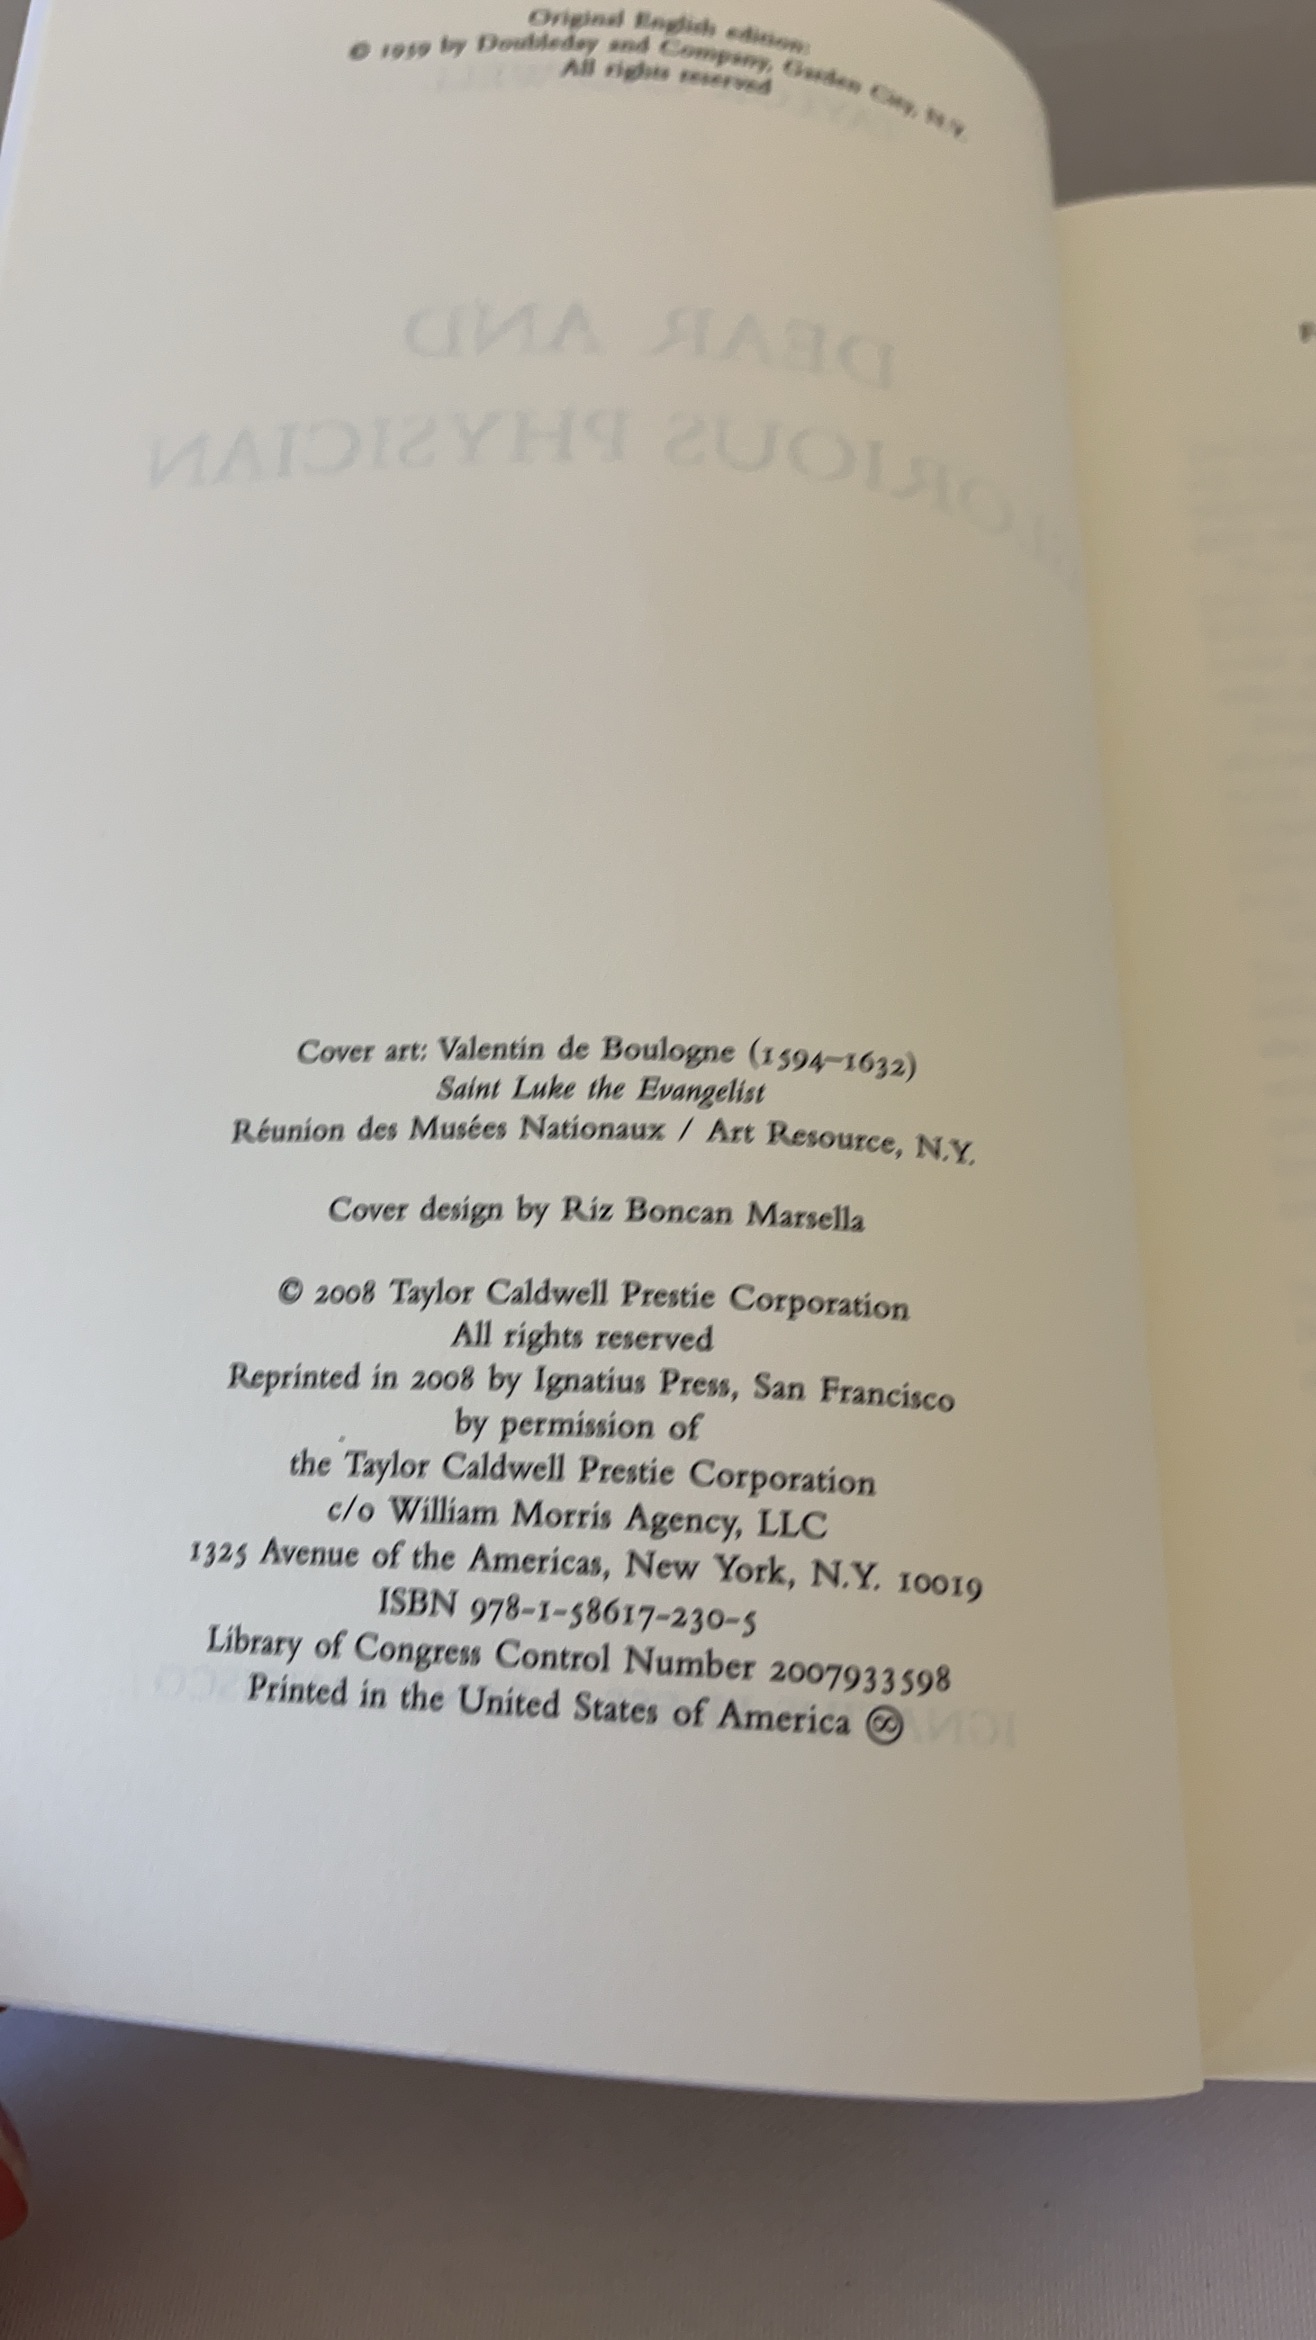 Original English edition:
© 1959 by Doubleday and Company, Garden City, N.Y.
All rights reserved
DEAR AND
GLORIOUS PHYSICIAN
Cover art: Valentin de Boulogne (1594–1632)
Saint Luke the Evangelist
Réunion des Musées Nationaux / Art Resource, N.Y.
Cover design by Riz Boncan Marsella
© 2008 Taylor Caldwell Prestie Corporation
All rights reserved
Reprinted in 2008 by Ignatius Press, San Francisco
by permission of
the Taylor Caldwell Prestie Corporation
c/o William Morris Agency, LLC
1325 Avenue of the Americas, New York, N.Y. 10019
ISBN 978-1-58617-230-5
Library of Congress Control Number 2007933598
Printed in the United States of America ♾